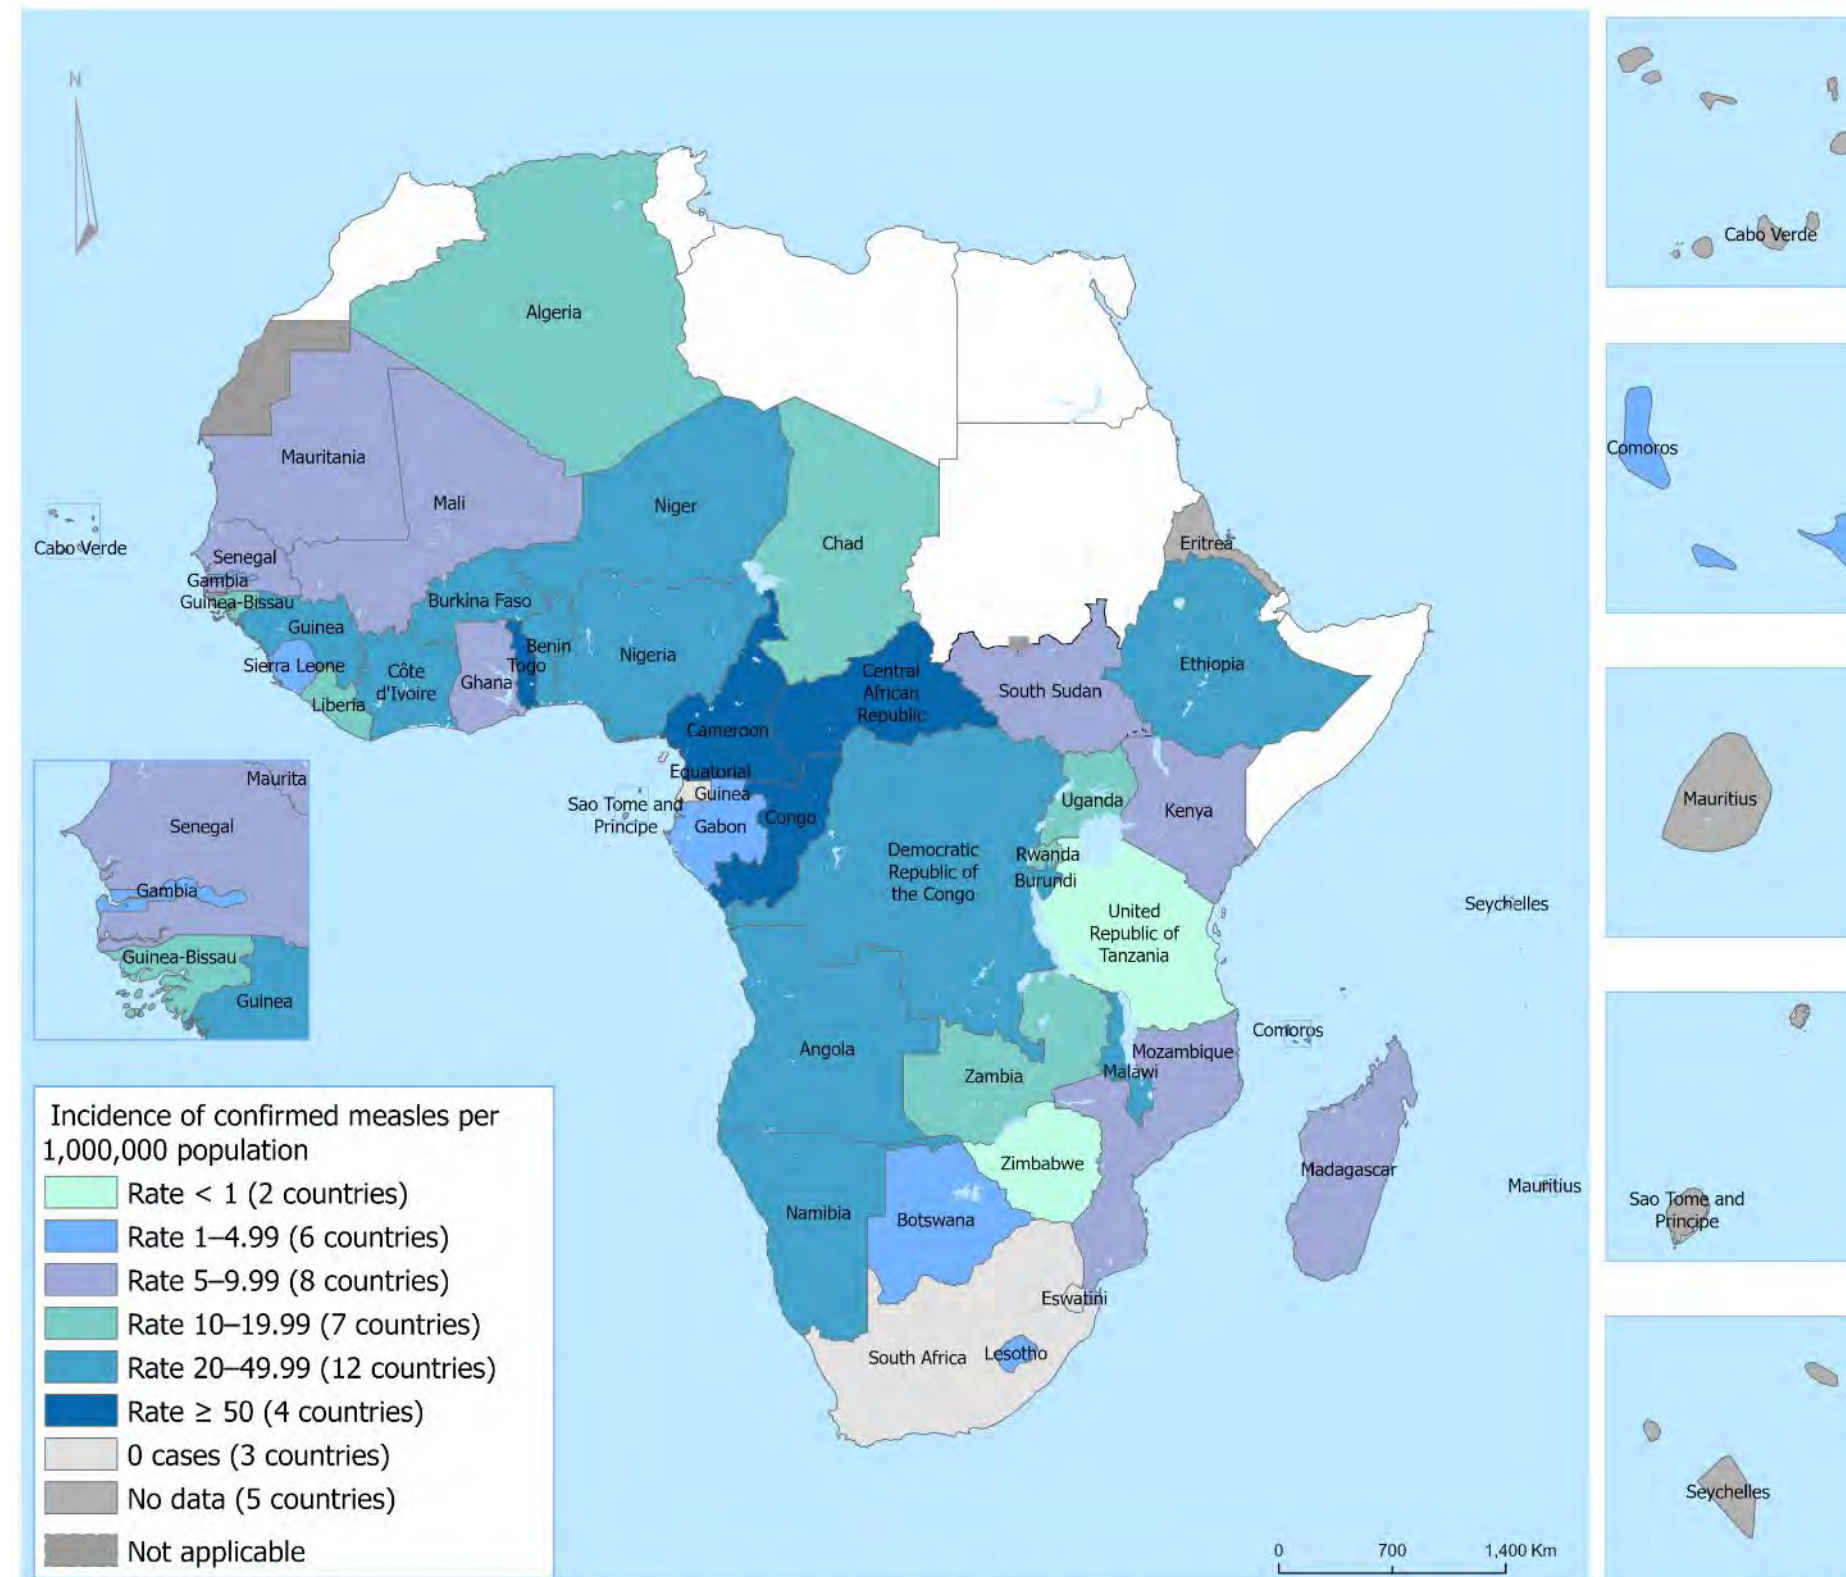 N
Algeria
Mauritania
Mali
Niger
Chad
Cabo Verde
Senegal
Gambia
Guinea-Bissau
Guinea
Sierra Leone
Liberia
Côte
d'Ivoire
Burkina Faso
Ghana
Togo
Benin
Nigeria
Cameroon
Central
African
Republic
South Sudan
Eritrea
Ethiopia
Equatorial
Guinea
Sao Tome and
Principe
Gabon
Congo
Democratic
Republic of
the Congo
Uganda
Kenya
Rwanda
Burundi
United
Republic of
Tanzania
Seychelles
Comoros
Angola
Zambia
Malawi
Mozambique
Zimbabwe
Madagascar
Mauritius
Namibia
Botswana
Eswatini
South Africa
Lesotho
Maurita
Senegal
Gambia
Guinea-Bissau
Guinea
Incidence of confirmed measles per
1,000,000 population
Rate < 1 (2 countries)
Rate 1–4.99 (6 countries)
Rate 5–9.99 (8 countries)
Rate 10–19.99 (7 countries)
Rate 20–49.99 (12 countries)
Rate ≥ 50 (4 countries)
0 cases (3 countries)
No data (5 countries)
Not applicable
0 700 1,400 Km
Cabo Verde
Comoros
Mauritius
Sao Tome and
Principe
Seychelles